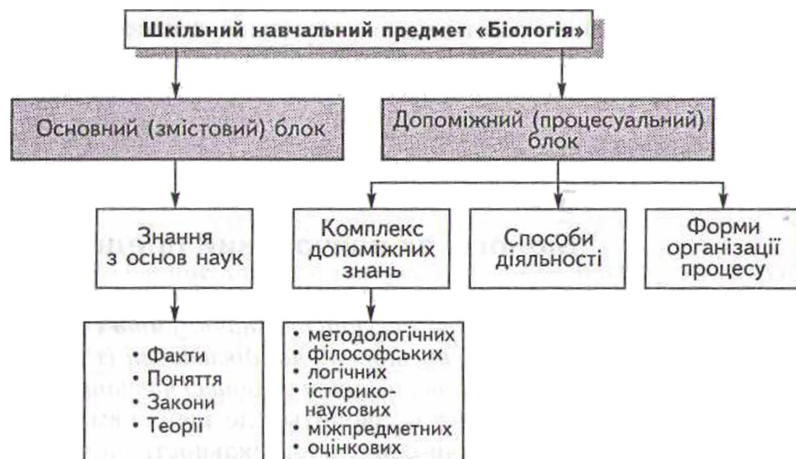 Шкільний навчальний предмет «Біологія»
Основний (змістовий) блок
Допоміжний (процесуальний)
блок
Знання
з основ наук
Комплекс
допоміжних
знань
Способи
діяльності
Форми
організації
процесу
• Факти
• Поняття
• Закони
• Теорії
• методологічних
• філософських
• логічних
• історико-
наукових
• міжпредметних
• оцінкових